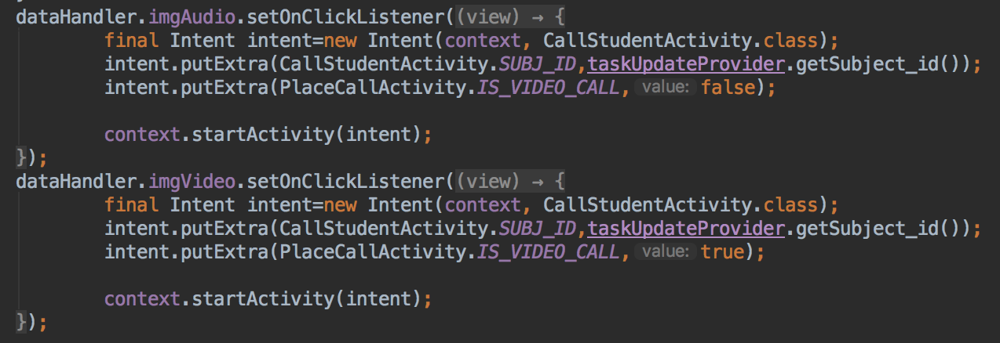 dataHandler.imgAudio.setOnClickListener((view) → {
        final Intent intent=new Intent(context, CallStudentActivity.class);
        intent.putExtra(CallStudentActivity.SUBJ_ID,taskUpdateProvider.getSubject_id());
        intent.putExtra(PlaceCallActivity.IS_VIDEO_CALL, value: false);
        context.startActivity(intent);
});
dataHandler.imgVideo.setOnClickListener((view) → {
        final Intent intent=new Intent(context, CallStudentActivity.class);
        intent.putExtra(CallStudentActivity.SUBJ_ID,taskUpdateProvider.getSubject_id());
        intent.putExtra(PlaceCallActivity.IS_VIDEO_CALL, value: true);
        context.startActivity(intent);
});